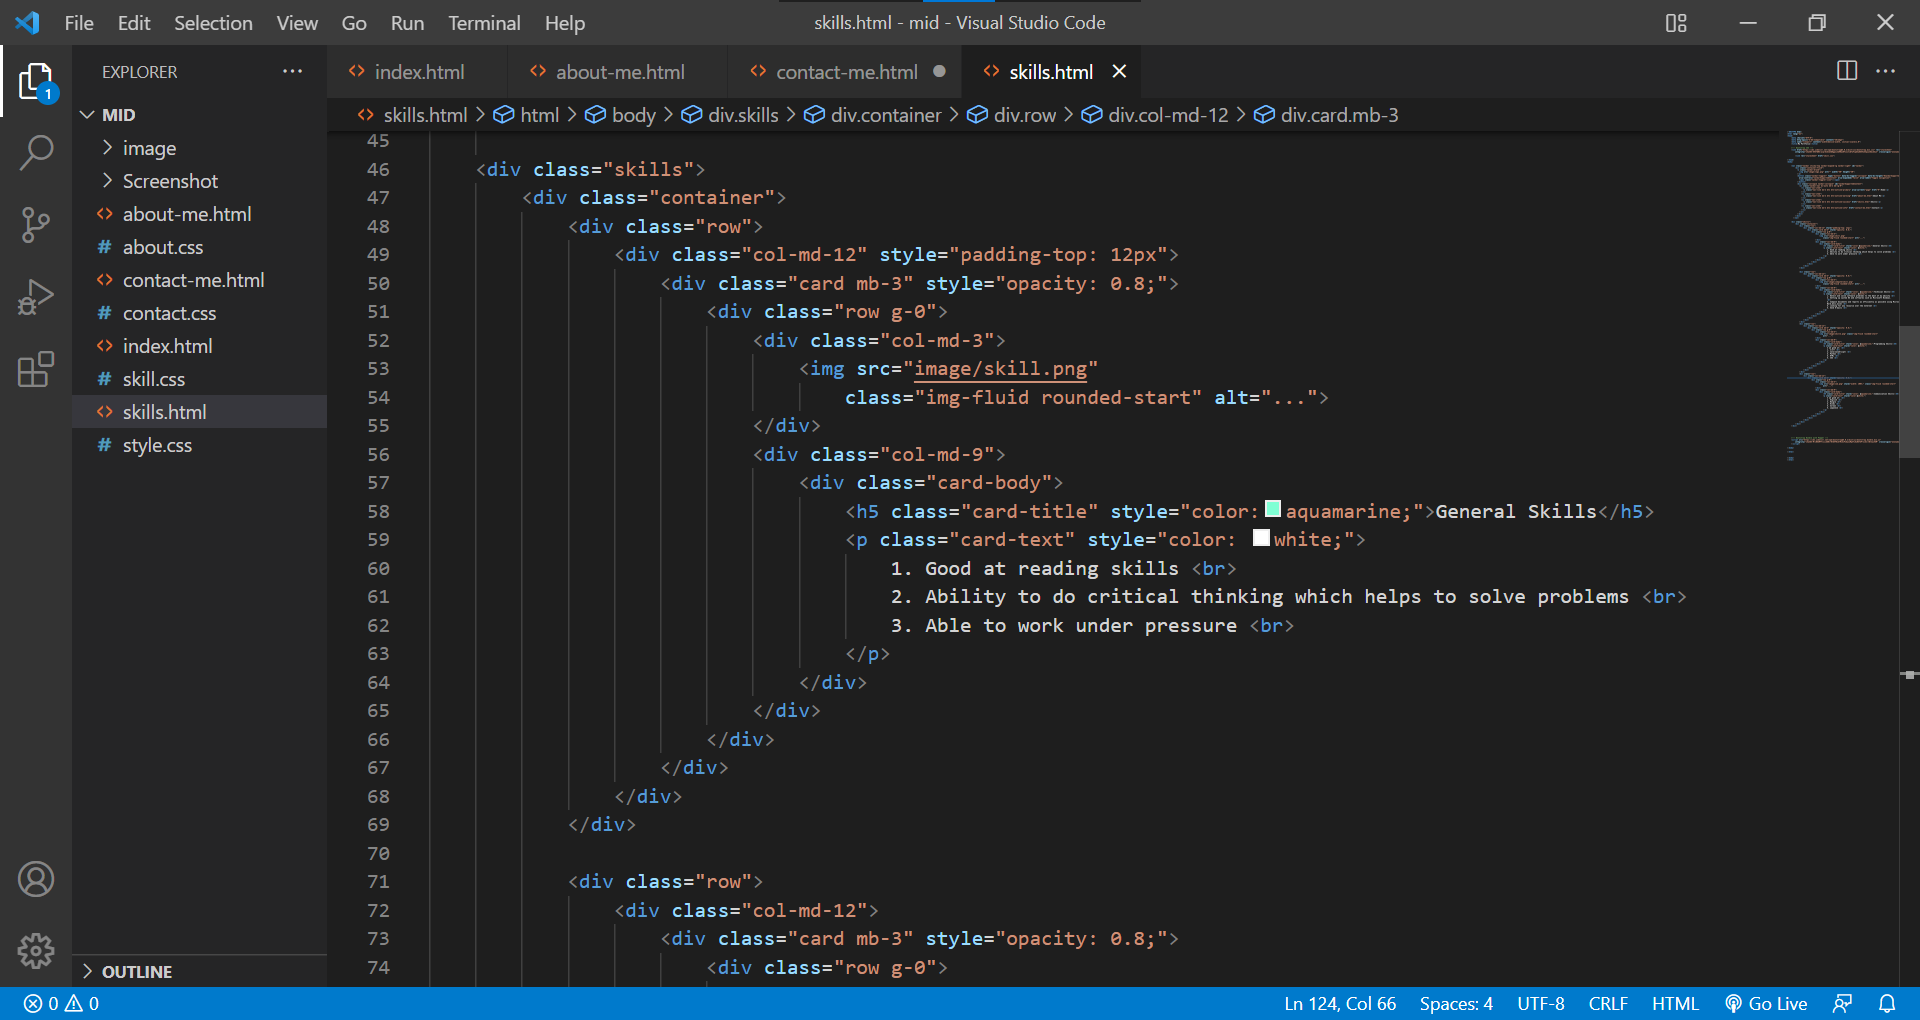 File Edit Selection View Go Run Terminal Help
skills.html - mid - Visual Studio Code
EXPLORER
index.html
about-me.html
contact-me.html
skills.html
1
MID
skills.html > html > body > div.skills > div.container > div.row > div.col-md-12 > div.card.mb-3
image
Screenshot
about-me.html
about.css
contact-me.html
contact.css
index.html
skill.css
skills.html
style.css
OUTLINE
45
46 <div class="skills">
47 <div class="container">
48 <div class="row">
49 <div class="col-md-12" style="padding-top: 12px">
50 <div class="card mb-3" style="opacity: 0.8;">
51 <div class="row g-0">
52 <div class="col-md-3">
53 <img src="image/skill.png"
54 class="img-fluid rounded-start" alt="...">
55 </div>
56 <div class="col-md-9">
57 <div class="card-body">
58 <h5 class="card-title" style="color: aquamarine;">General Skills</h5>
59 <p class="card-text" style="color: white;">
60 1. Good at reading skills <br>
61 2. Ability to do critical thinking which helps to solve problems <br>
62 3. Able to work under pressure <br>
63 </p>
64 </div>
65 </div>
66 </div>
67 </div>
68 </div>
69 </div>
70
71 <div class="row">
72 <div class="col-md-12">
73 <div class="card mb-3" style="opacity: 0.8;">
74 <div class="row g-0">
0 0
Ln 124, Col 66 Spaces: 4 UTF-8 CRLF HTML Go Live